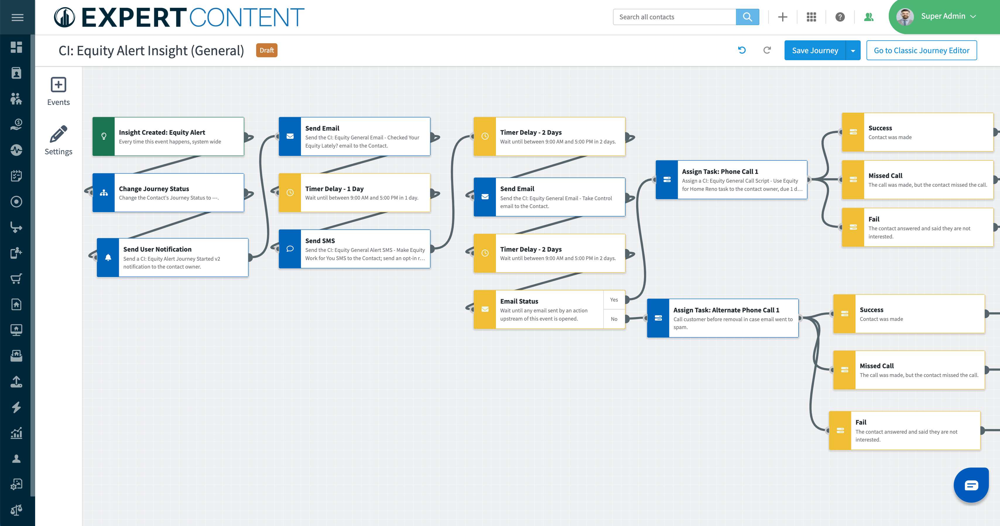 EXPERTCONTENT
Search all contacts
Super Admin
CI: Equity Alert Insight (General)
Draft
Save Journey
Go to Classic Journey Editor
Events
Settings
Insight Created: Equity Alert
Every time this event happens, system wide
Change Journey Status
Change the Contact's Journey Status to ---.
Send User Notification
Send a CI: Equity Alert Journey Started v2
notification to the contact owner.
Send Email
Send the CI: Equity General Email - Checked Your
Equity Lately? email to the Contact.
Timer Delay - 1 Day
Wait until between 9:00 AM and 5:00 PM in 1 day.
Send SMS
Send the CI: Equity General Alert SMS - Make Equity
Work for You SMS to the Contact; send an opt-in r...
Timer Delay - 2 Days
Wait until between 9:00 AM and 5:00 PM in 2 days.
Send Email
Send the CI: Equity General Email - Take Control
email to the Contact.
Timer Delay - 2 Days
Wait until between 9:00 AM and 5:00 PM in 2 days.
Email Status
Wait until any email sent by an action
upstream of this event is opened.
Yes
No
Assign Task: Phone Call 1
Assign a CI: Equity General Call Script - Use Equity
for Home Reno task to the contact owner, due 1 d...
Assign Task: Alternate Phone Call 1
Call customer before removal in case email went to
spam.
Success
Contact was made
Missed Call
The call was made, but the contact missed the call.
Fail
The contact answered and said they are not
interested.
Success
Contact was made
Missed Call
The call was made, but the contact missed the call.
Fail
The contact answered and said they are not
interested.